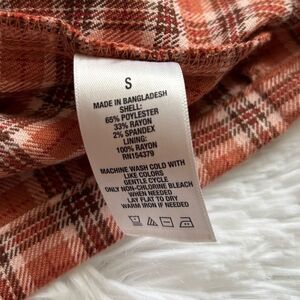 S
MADE IN BANGLADESH
SHELL:
65% POLYESTER
33% RAYON
2% SPANDEX
LINING:
100% RAYON
RN154379
MACHINE WASH COLD WITH
LIKE COLORS
GENTLE CYCLE
ONLY NON-CHLORINE BLEACH
WHEN NEEDED
LAY FLAT TO DRY
WARM IRON IF NEEDED